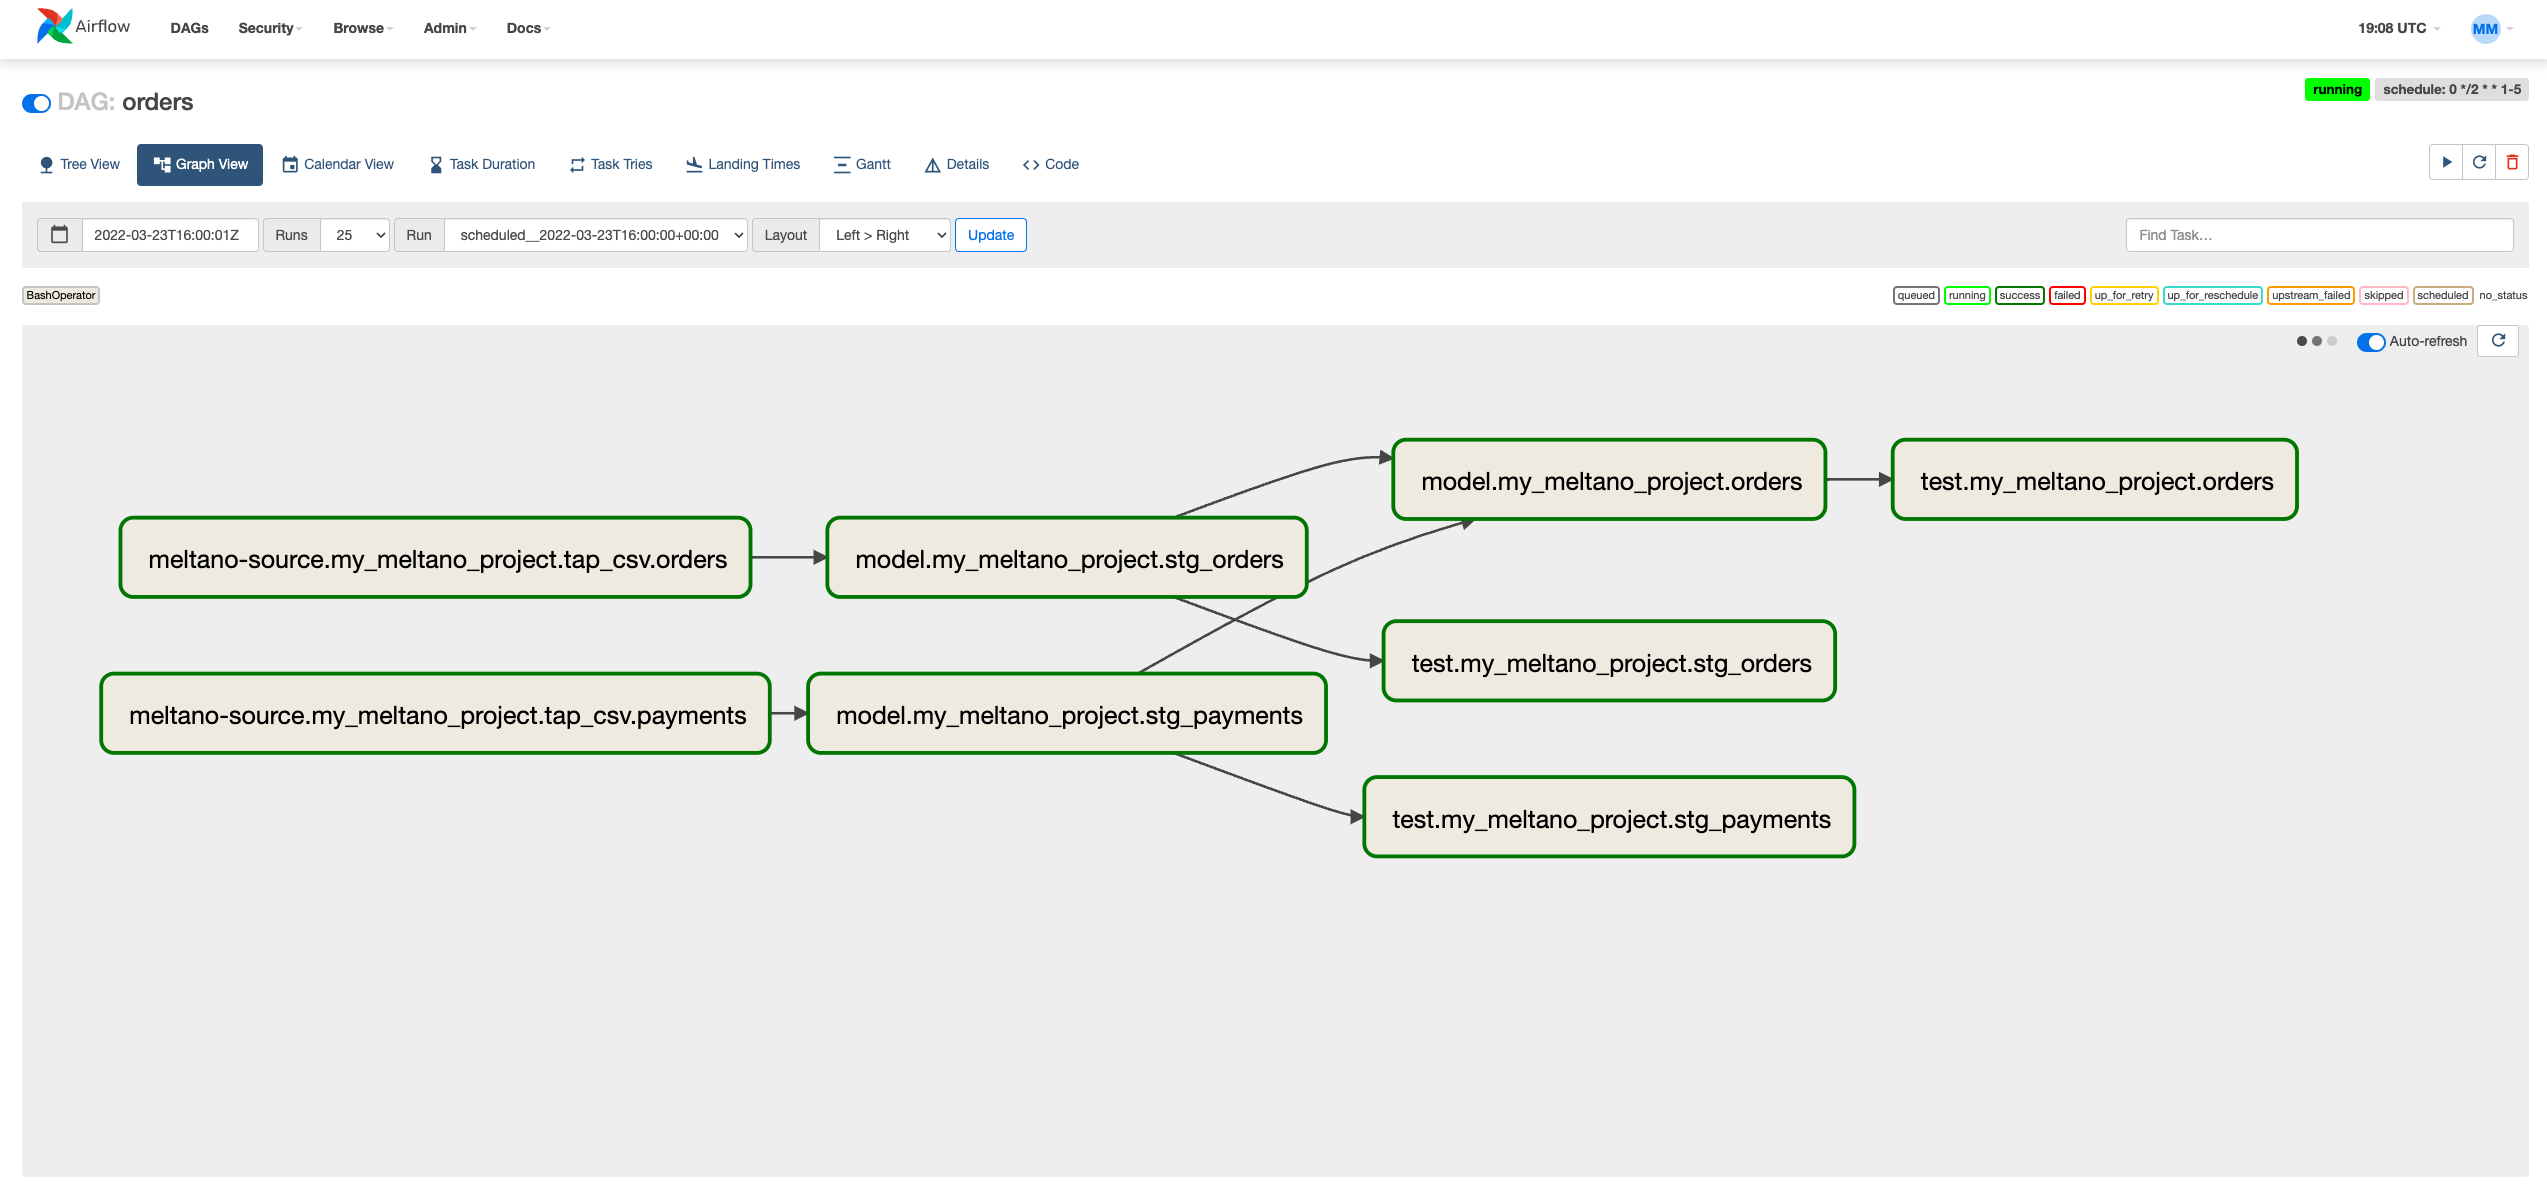 Airflow DAGs Security Browse Admin Docs 19:08 UTC MM
DAG: orders running schedule: 0 */2 * * 1-5
Tree View Graph View Calendar View Task Duration Task Tries Landing Times Gantt Details Code
2022-03-23T16:00:01Z Runs 25 Run scheduled__2022-03-23T16:00:00+00:00 Layout Left > Right Update Find Task...
BashOperator queued running success failed up_for_retry up_for_reschedule upstream_failed skipped scheduled no_status
Auto-refresh
model.my_meltano_project.orders test.my_meltano_project.orders
meltano-source.my_meltano_project.tap_csv.orders model.my_meltano_project.stg_orders
test.my_meltano_project.stg_orders
meltano-source.my_meltano_project.tap_csv.payments model.my_meltano_project.stg_payments
test.my_meltano_project.stg_payments